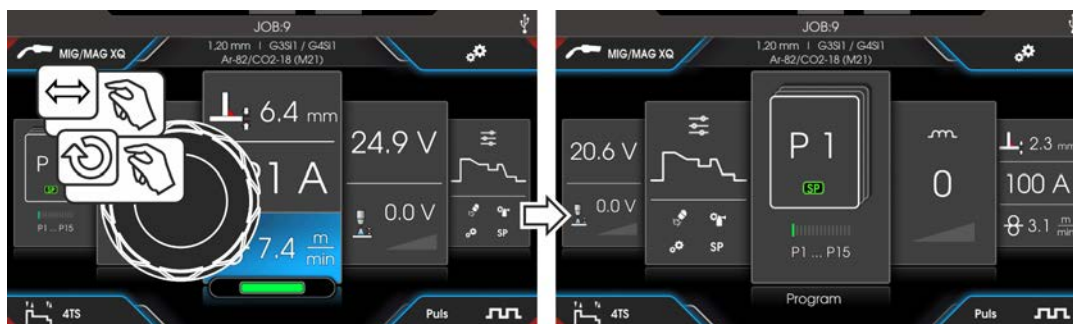 JOB:9
MIG/MAG XQ
1,20 mm | G3Si1 / G4Si1
Ar-82/CO2-18 (M21)
P
SP
P1 ... P15
6.4 mm
1 A
7.4 m/min
24.9 V
0.0 V
SP
4TS
Puls
JOB:9
MIG/MAG XQ
1,20 mm | G3Si1 / G4Si1
Ar-82/CO2-18 (M21)
20.6 V
0.0 V
SP
P 1
SP
P1 ... P15
Program
0
2.3 mm
100 A
3.1 m/min
4TS
Puls